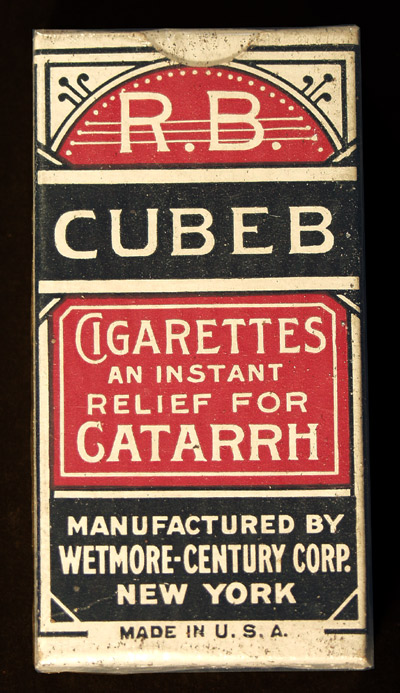 R.B.
CUBEB
CIGARETTES
AN INSTANT
RELIEF FOR
CATARRH
MANUFACTURED BY
WETMORE-CENTURY CORP.
NEW YORK
MADE IN U.S.A.